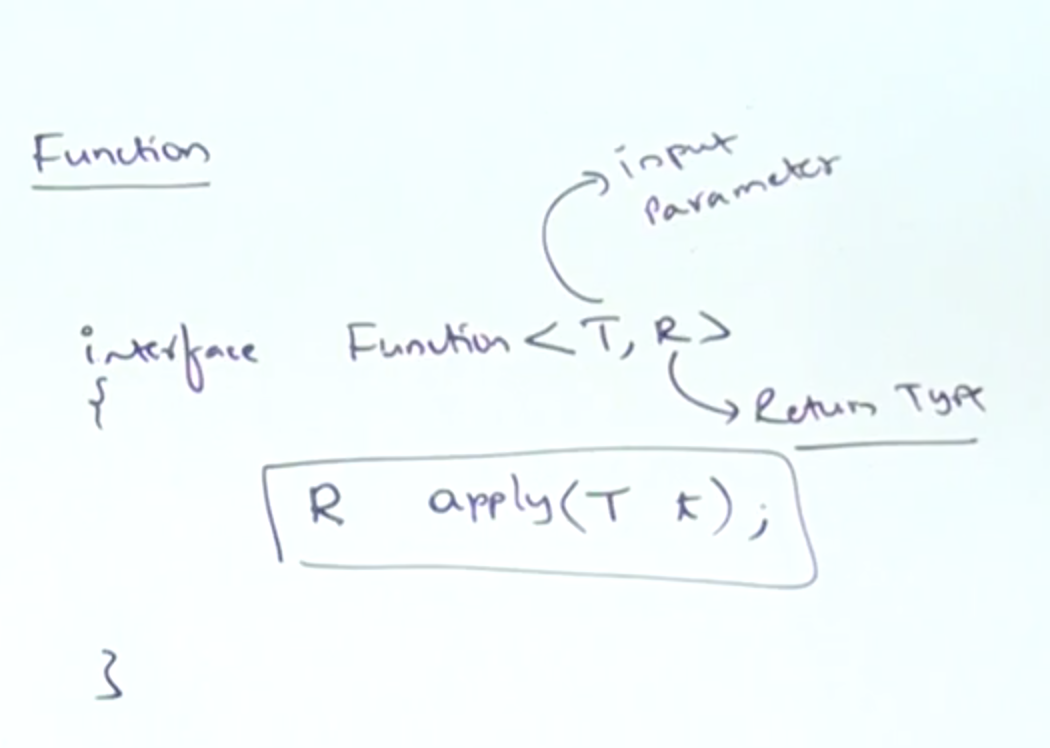 Function
input
Parameter
interface Function <T, R>
{
Return Type
R apply(T t);
}